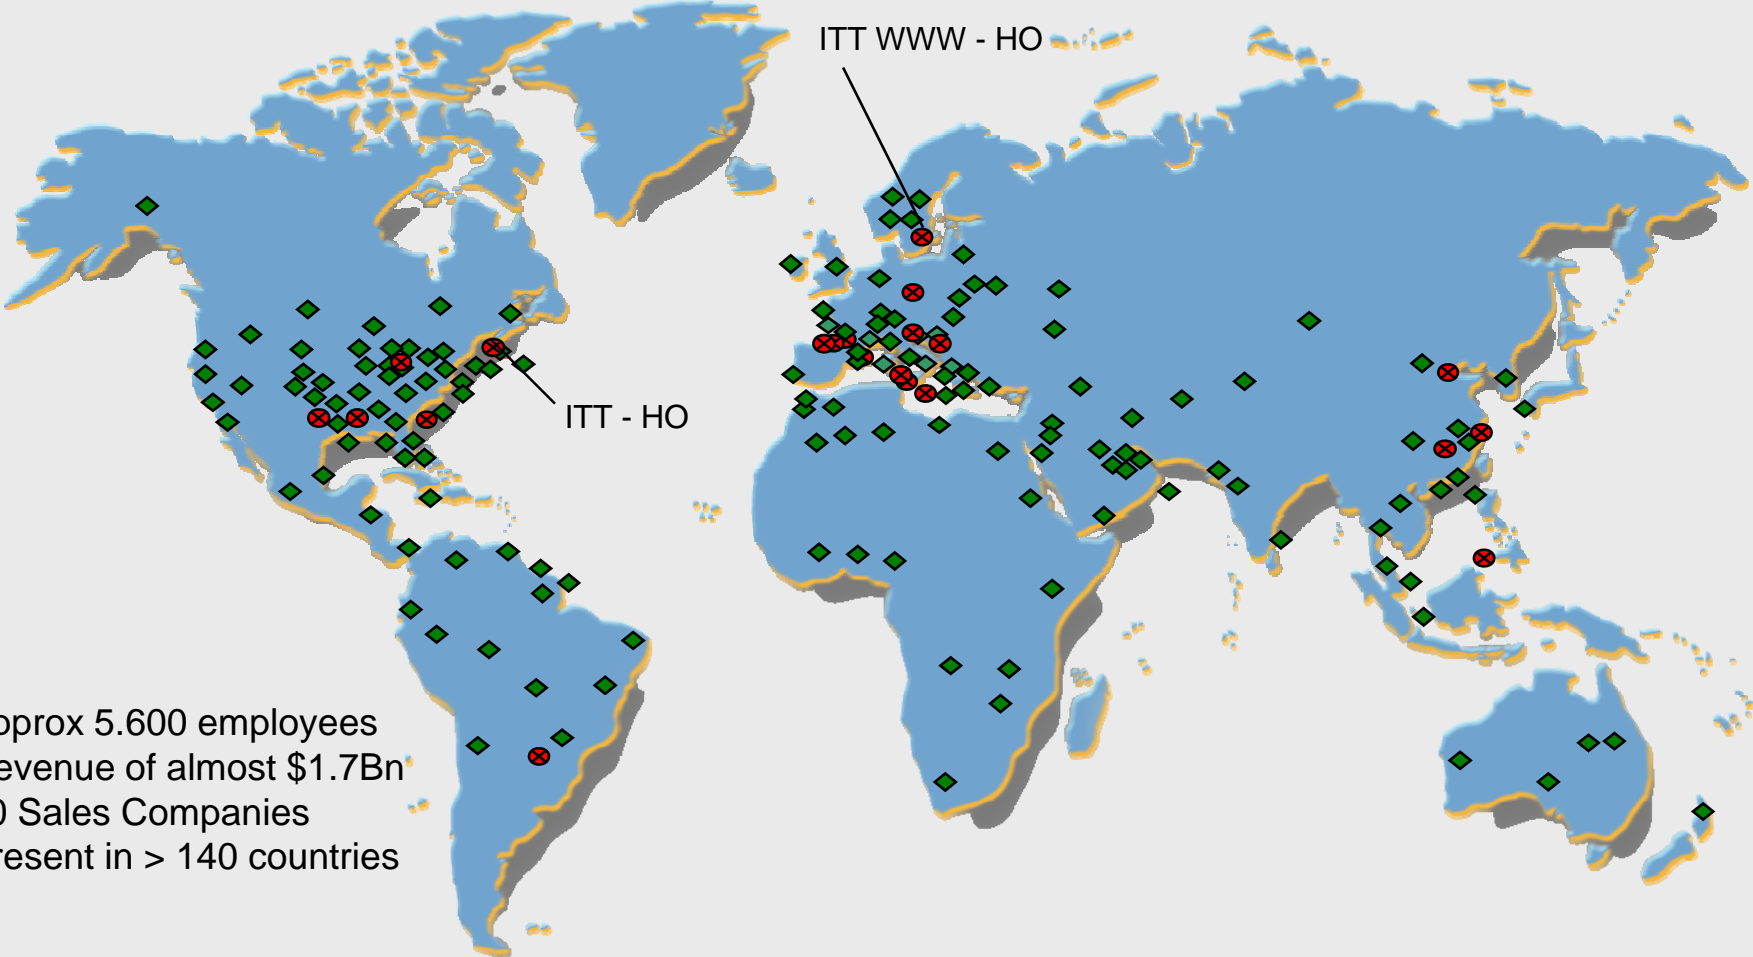 ITT WWW - HO
ITT - HO
pprox 5.600 employees
evenue of almost $1.7Bn
0 Sales Companies
resent in > 140 countries